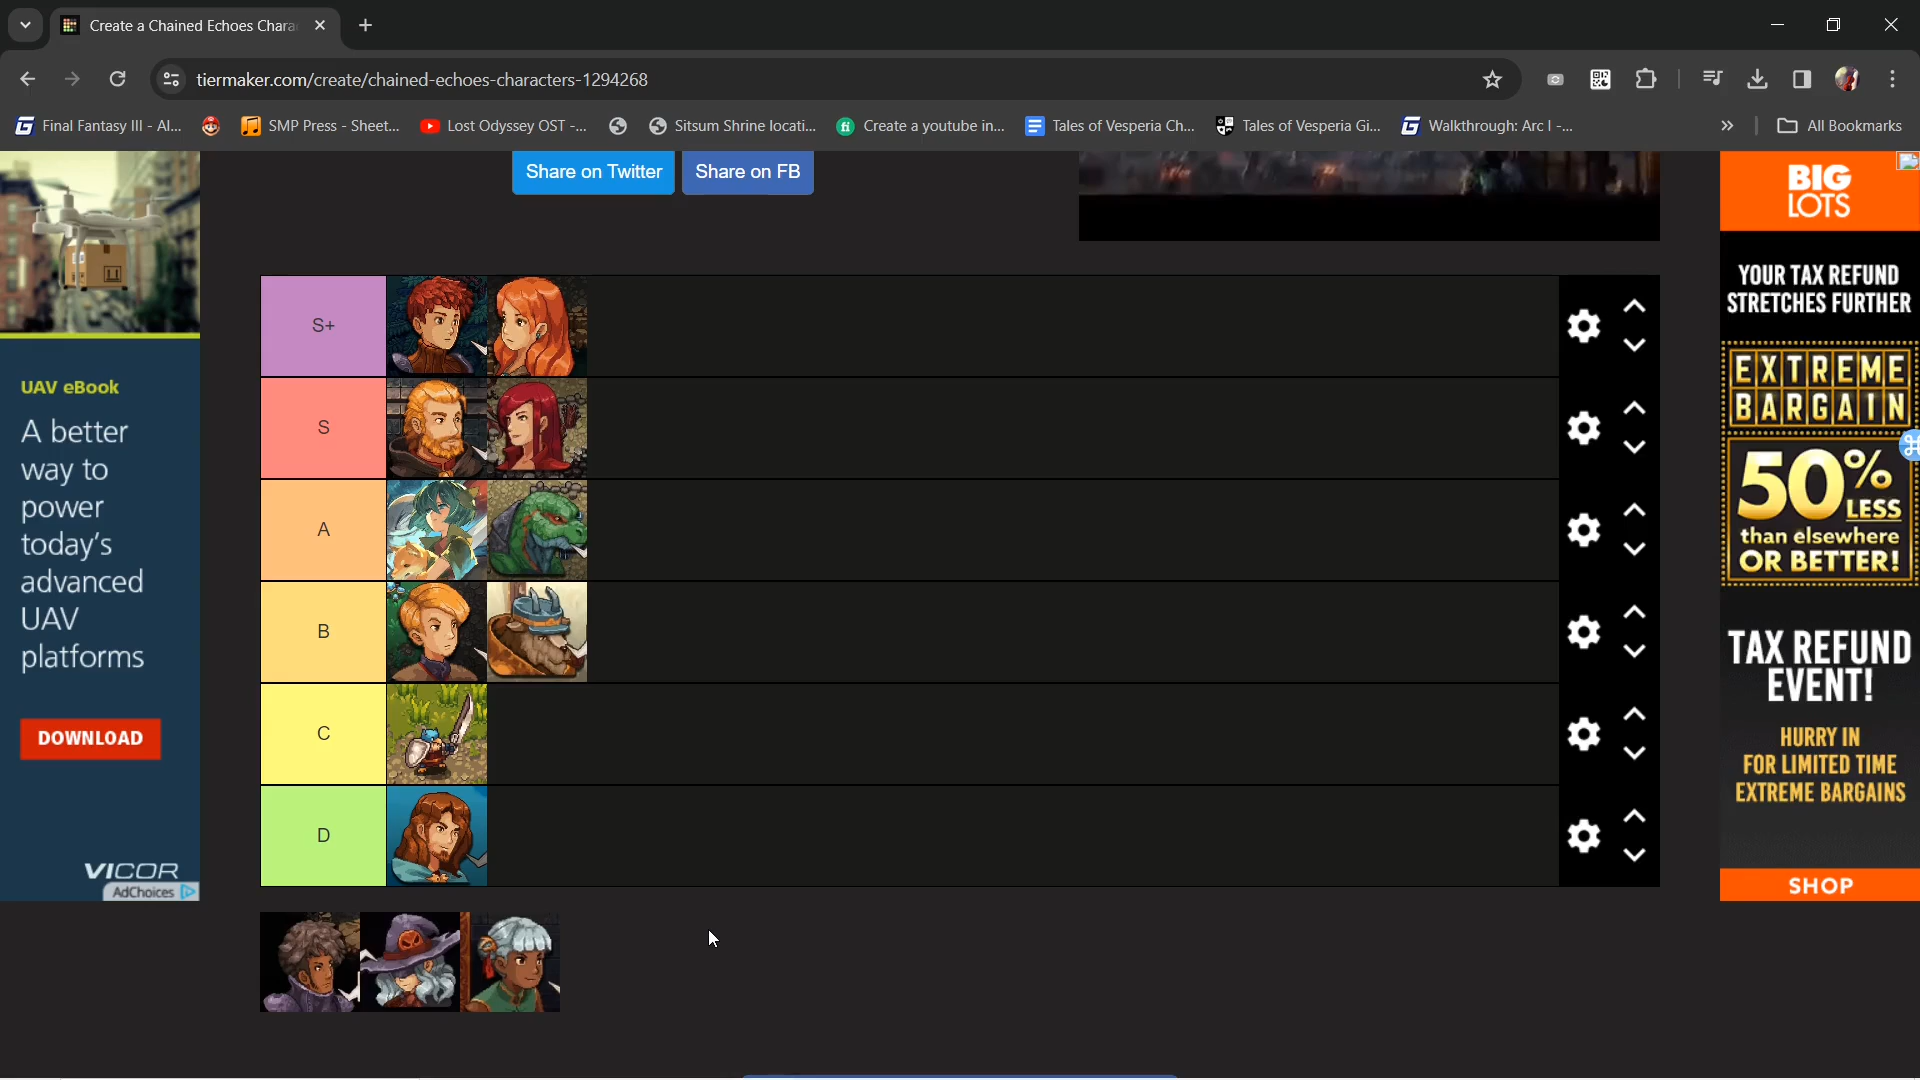 Create a Chained Echoes Chara
tiermaker.com/create/chained-echoes-characters-1294268
Final Fantasy III - Al...
SMP Press - Sheet...
Lost Odyssey OST -...
Sitsum Shrine locati...
Create a youtube in...
Tales of Vesperia Ch...
Tales of Vesperia Gi...
Walkthrough: Arc I -...
All Bookmarks
Share on Twitter
Share on FB
UAV eBook
A better
way to
power
today's
advanced
UAV
platforms
DOWNLOAD
VICOR
AdChoices
S+
S
A
B
C
D
BIG
LOTS
YOUR TAX REFUND
STRETCHES FURTHER
EXTREME
BARGAIN
50%
LESS
than elsewhere
OR BETTER!
TAX REFUND
EVENT!
HURRY IN
FOR LIMITED TIME
EXTREME BARGAINS
SHOP